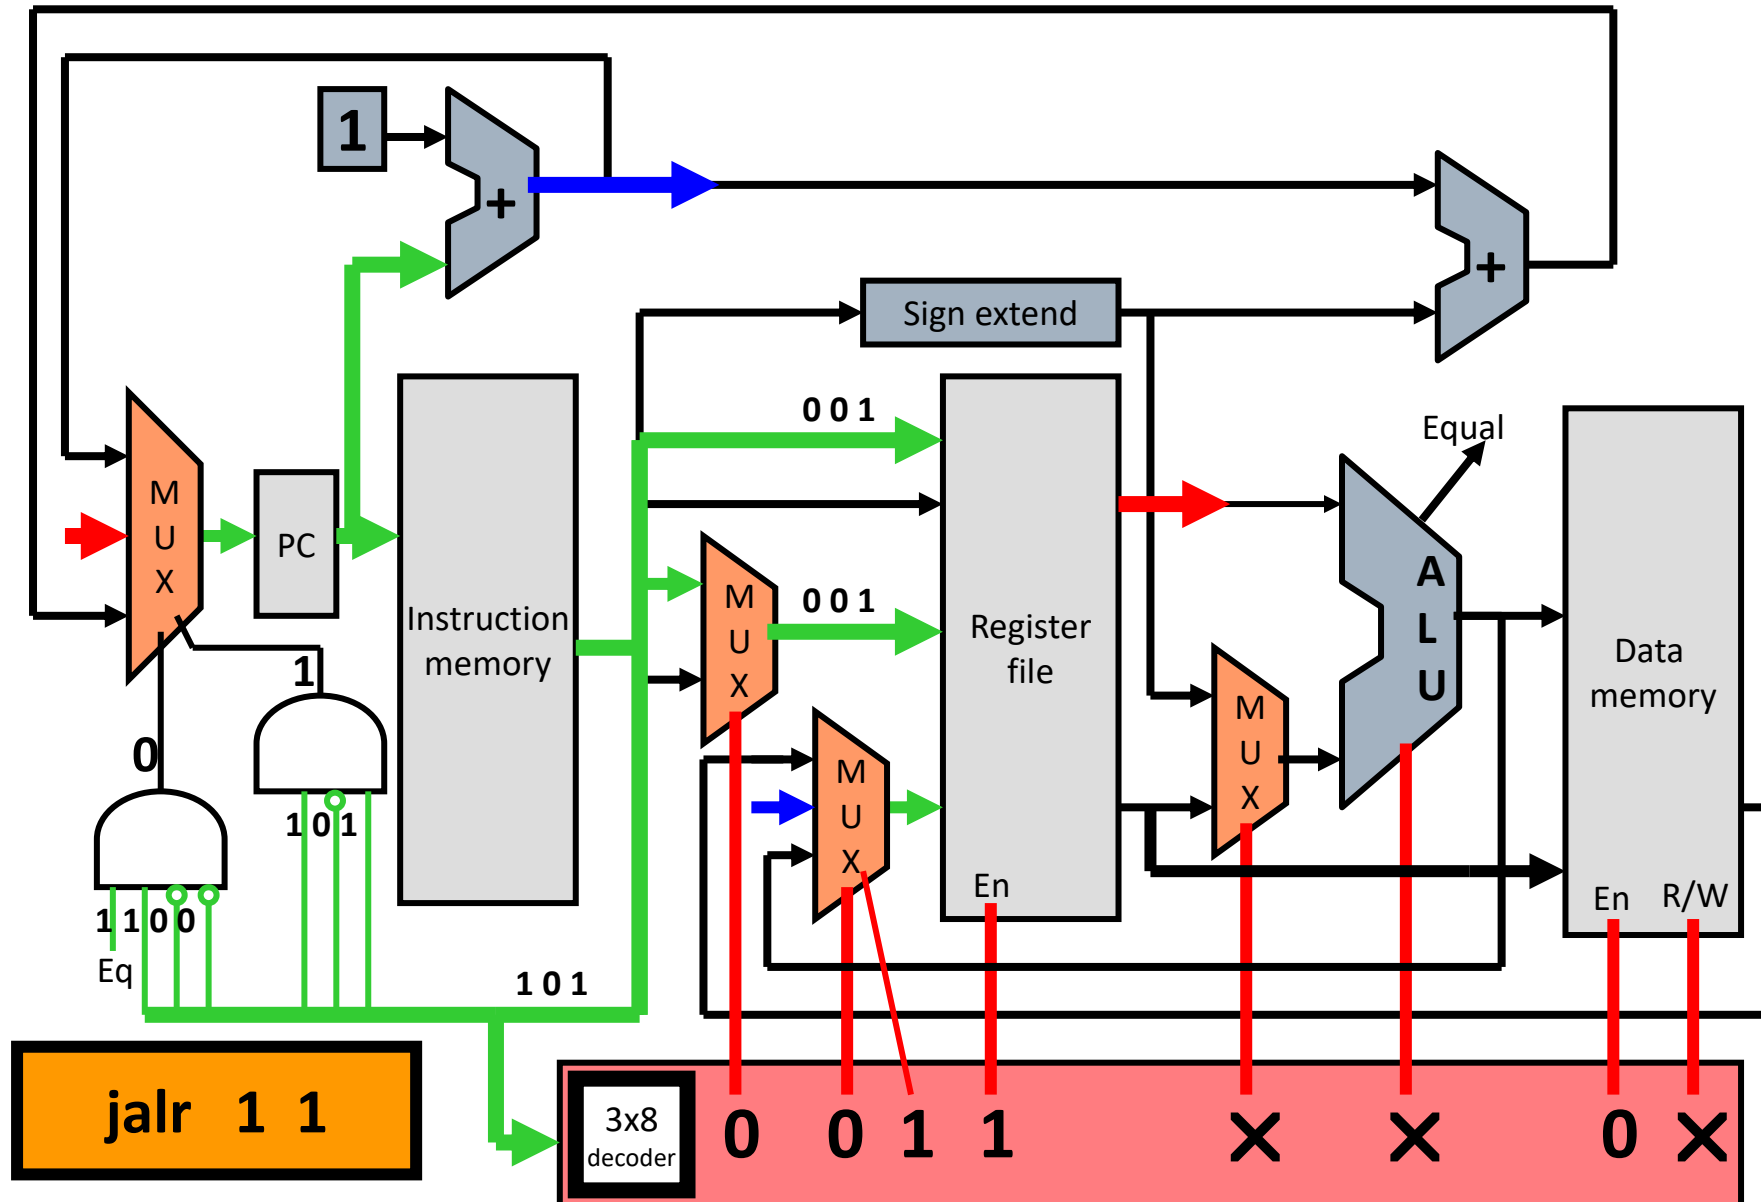 1
+
+
Sign extend
0 0 1
Equal
M
U
X
PC
Instruction
memory
M
U
X
0 0 1
Register
file
A
L
U
Data
memory
M
U
X
1
0
M
U
X
1 0 1
En
En R/W
1 1 0 0
Eq
1 0 1
jalr 1 1
3x8
decoder
0 0 1 1 X X 0 X